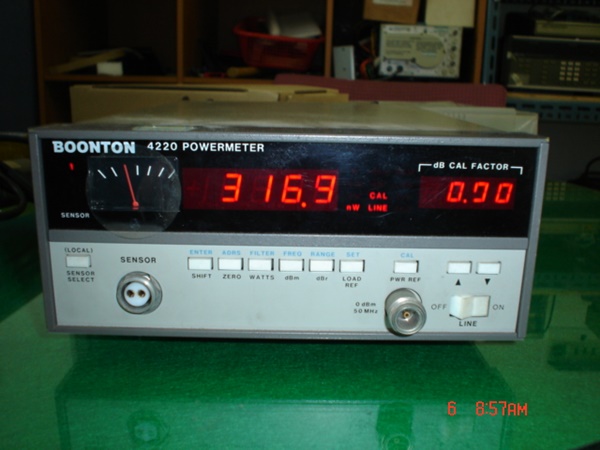 BOONTON 4220 POWERMETER
dB CAL FACTOR
316.9
CAL
nW LINE
0.00
SENSOR
(LOCAL)
SENSOR SELECT
SENSOR
ENTER ADRS FILTER FREQ RANGE SET CAL
SHIFT ZERO WATTS dBm dBr LOAD REF PWR REF
▲ ▼
0 dBm
50 MHz
OFF ON
LINE
6 8:57AM